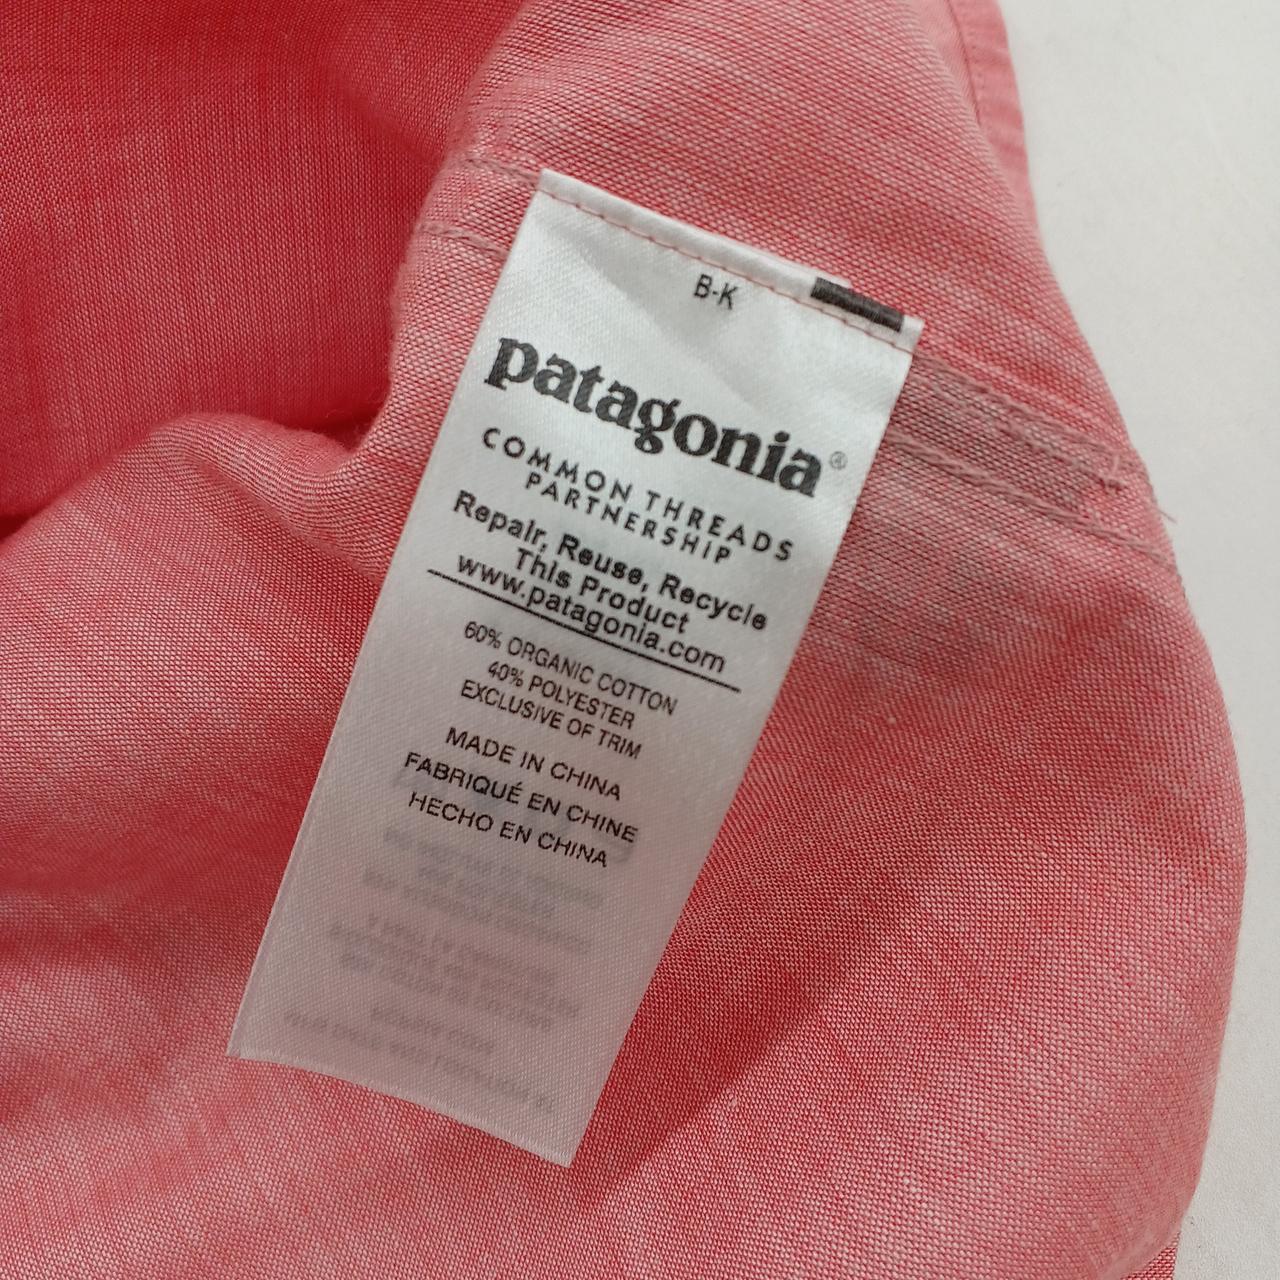 B-K
patagonia®
COMMON THREADS
PARTNERSHIP
Repair, Reuse, Recycle
This Product
www.patagonia.com
60% ORGANIC COTTON
40% POLYESTER
EXCLUSIVE OF TRIM
MADE IN CHINA
FABRIQUÉ EN CHINE
HECHO EN CHINA